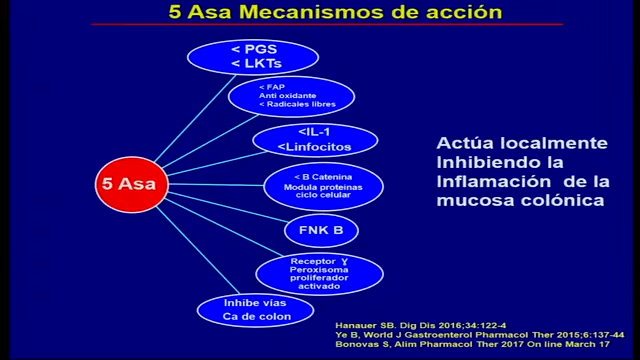 5 Asa Mecanismos de acción
< PGS
< LKTs
< FAP
Anti oxidante
< Radicales libres
<IL-1
<Linfocitos
5 Asa
< B Catenina
Modula proteinas
ciclo celular
FNK B
Receptor Ɣ
Peroxisoma
proliferador
activado
Inhibe vías
Ca de colon
Actúa localmente
Inhibiendo la
Inflamación de la
mucosa colónica
Hanauer SB. Dig Dis 2016;34:122-4
Ye B, World J Gastroenterol Pharmacol Ther 2015;6:137-44
Bonovas S, Alim Pharmacol Ther 2017 On line March 17